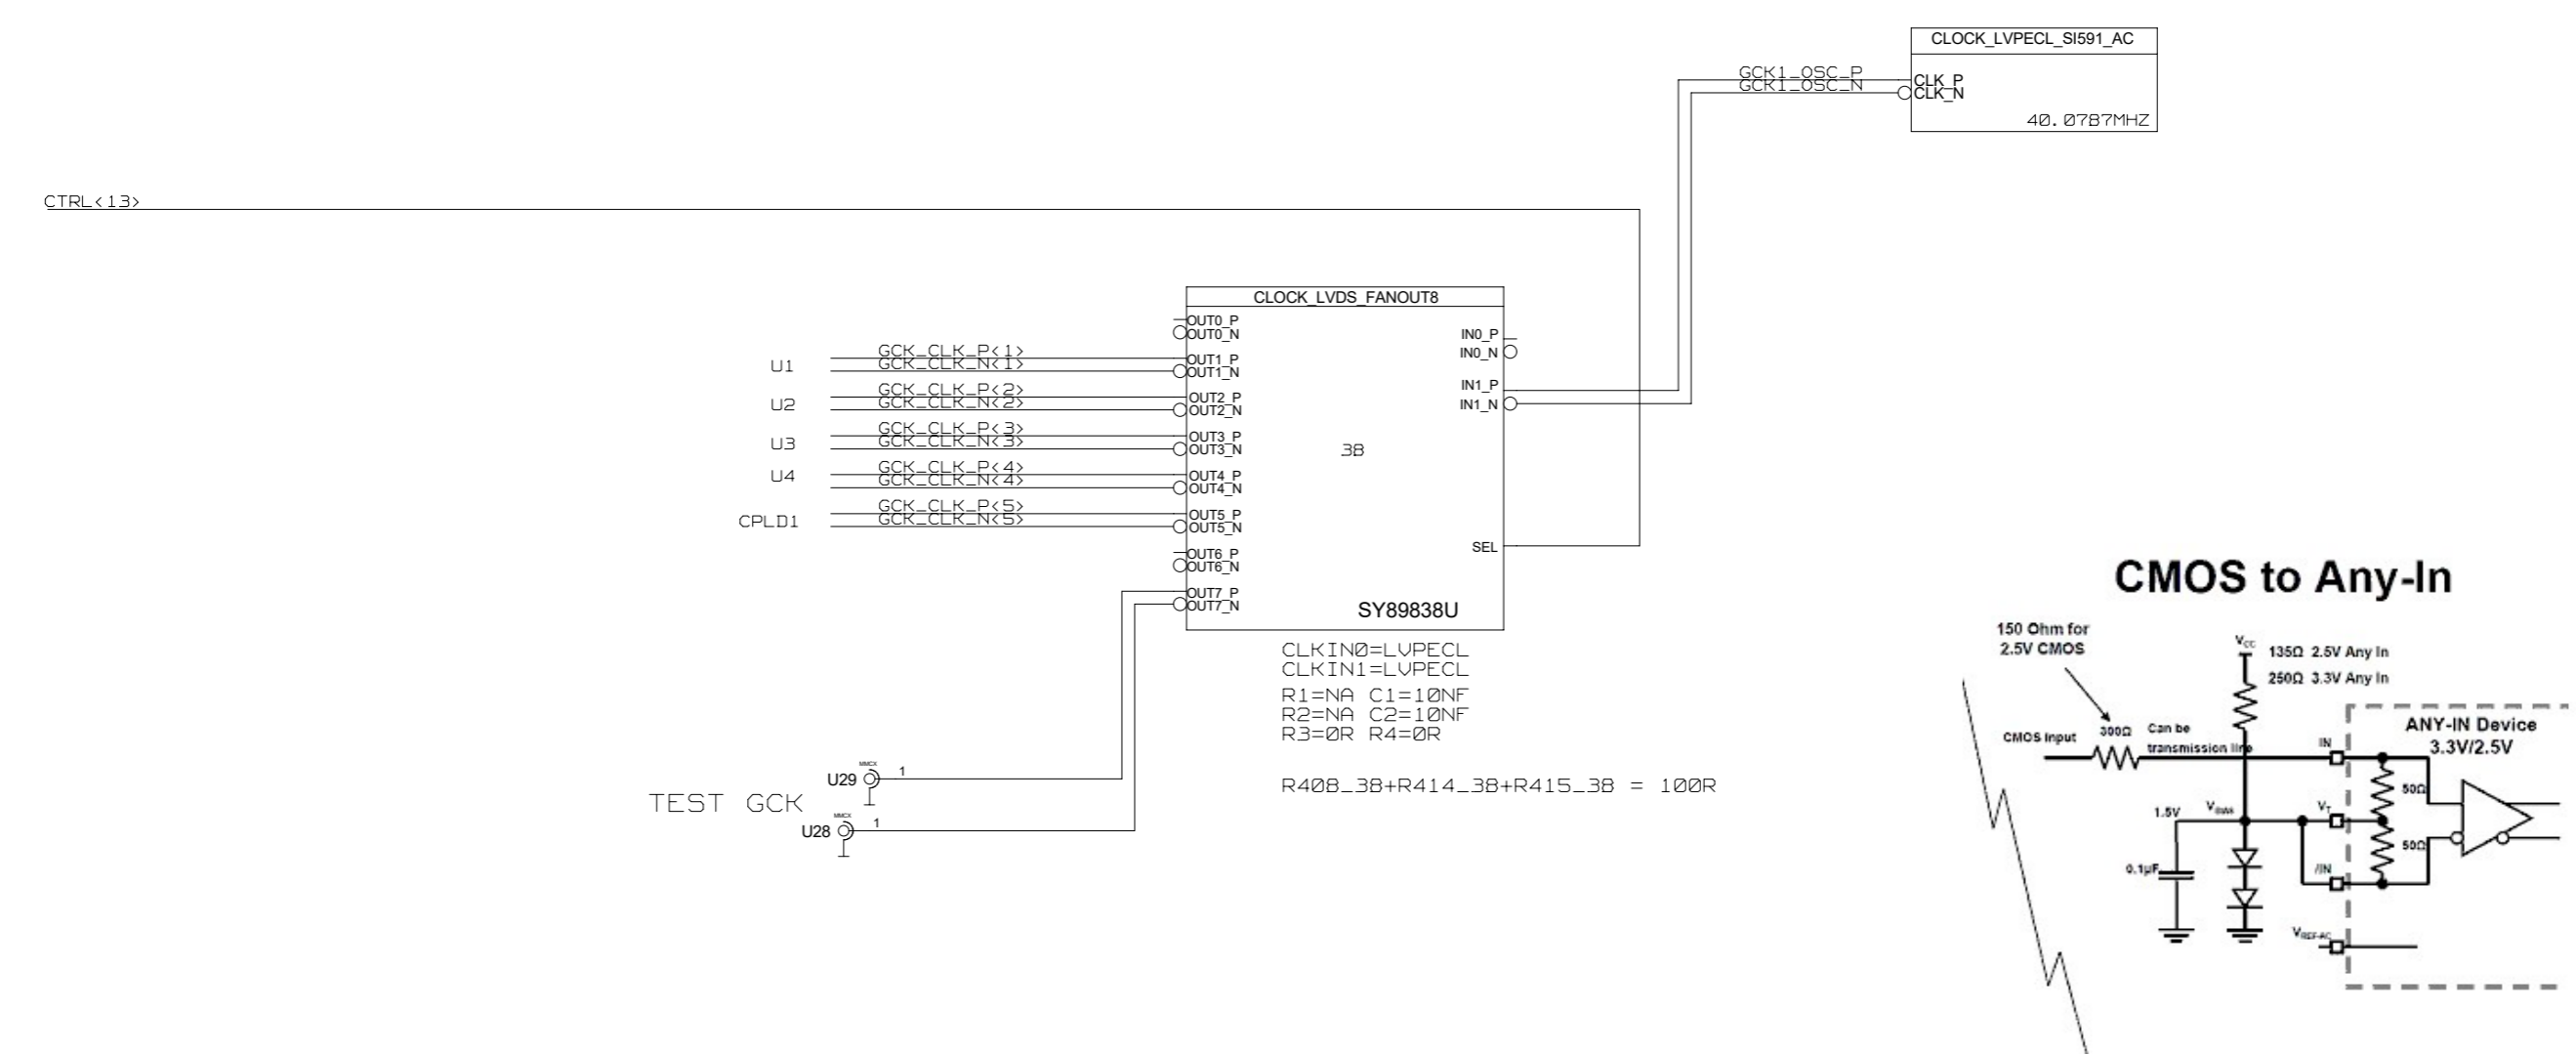 CLOCK_LVPECL_SI591_AC
GCK1_OSC_P
GCK1_OSC_N
CLK_P
CLK_N
40.0787MHZ
CTRL<13>
CLOCK_LVDS_FANOUT8
OUT0_P
OUT0_N
IN0_P
IN0_N
U1
GCK_CLK_P<1>
GCK_CLK_N<1>
OUT1_P
OUT1_N
IN1_P
IN1_N
U2
GCK_CLK_P<2>
GCK_CLK_N<2>
OUT2_P
OUT2_N
U3
GCK_CLK_P<3>
GCK_CLK_N<3>
OUT3_P
OUT3_N
38
U4
GCK_CLK_P<4>
GCK_CLK_N<4>
OUT4_P
OUT4_N
CPLD1
GCK_CLK_P<5>
GCK_CLK_N<5>
OUT5_P
OUT5_N
SEL
OUT6_P
OUT6_N
OUT7_P
OUT7_N
SY89838U
CLKIN0=LVPECL
CLKIN1=LVPECL
R1=NA C1=10NF
R2=NA C2=10NF
R3=0R R4=0R
R408_38+R414_38+R415_38 = 100R
TEST GCK
MMCX
U29
1
MMCX
U28
1
CMOS to Any-In
150 Ohm for
2.5V CMOS
VCC
135Ω 2.5V Any In
250Ω 3.3V Any In
CMOS Input
300Ω
Can be
transmission line
ANY-IN Device
3.3V/2.5V
IN
50Ω
1.5V
VBIAS
VT
50Ω
0.1µF
/IN
VREF-AC